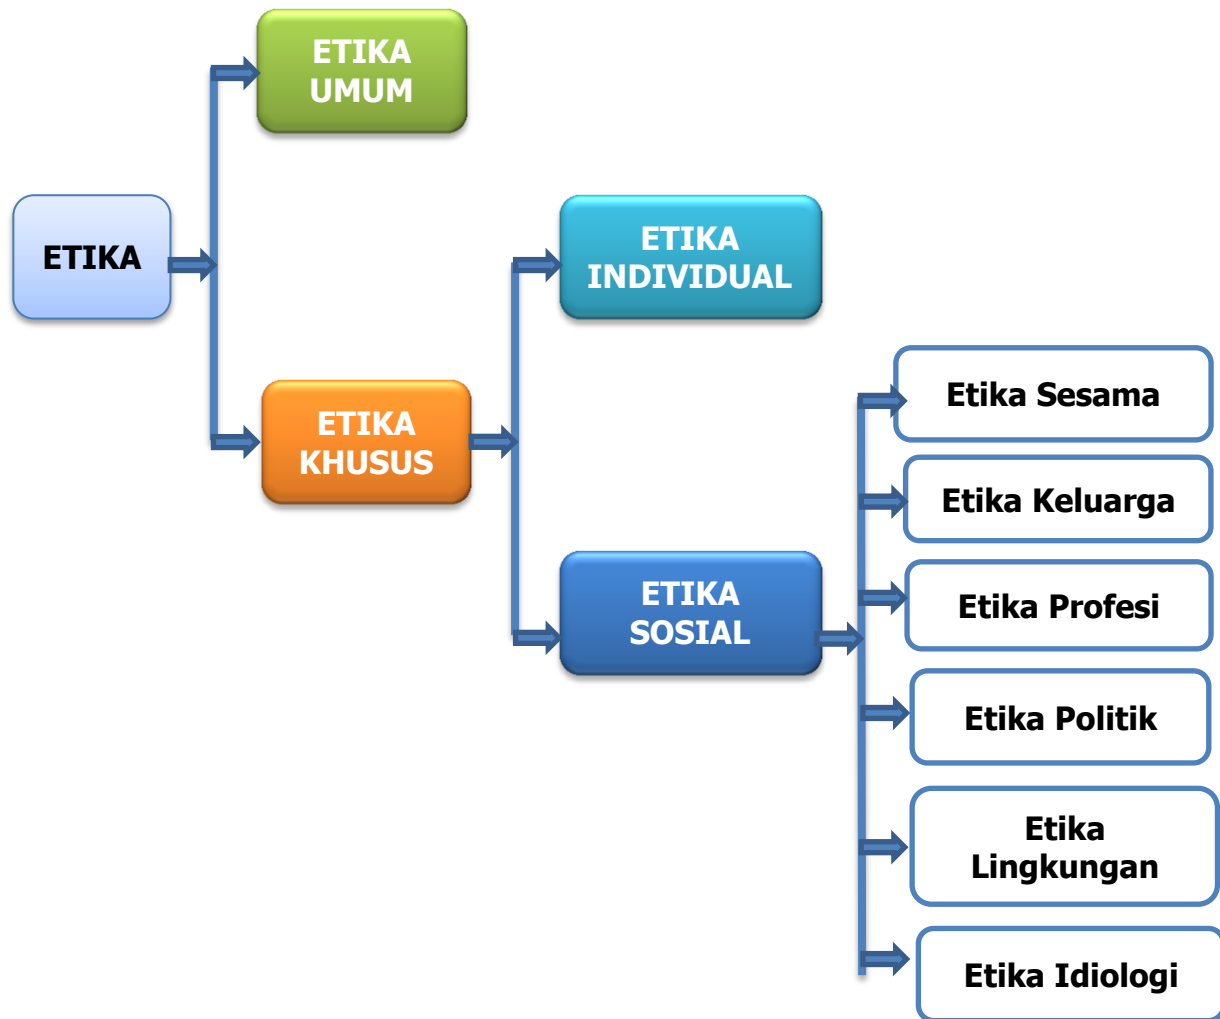 ETIKA
UMUM
ETIKA
ETIKA
INDIVIDUAL
ETIKA
KHUSUS
ETIKA
SOSIAL
Etika Sesama
Etika Keluarga
Etika Profesi
Etika Politik
Etika
Lingkungan
Etika Idiologi